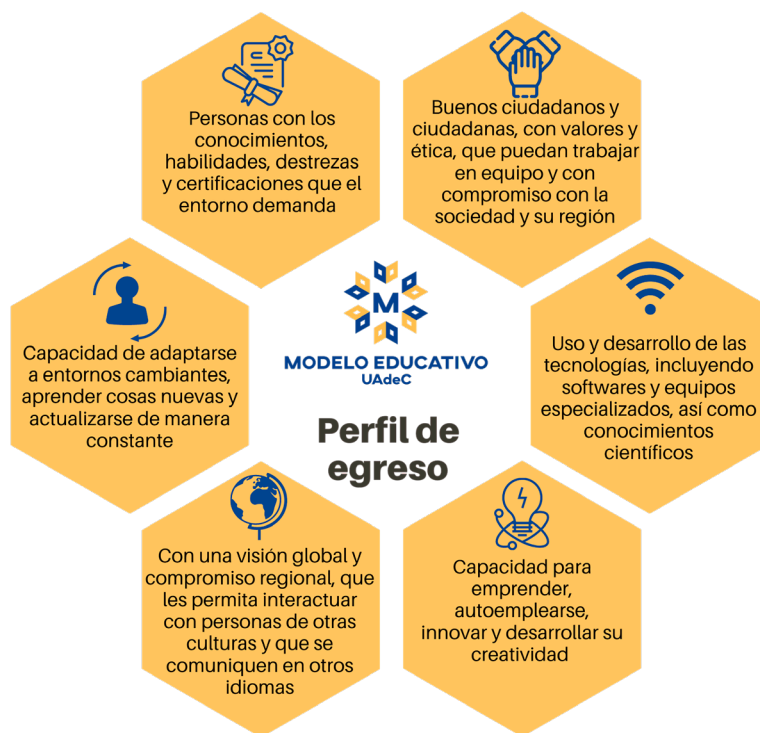 Personas con los
conocimientos,
habilidades, destrezas
y certificaciones que el
entorno demanda
Buenos ciudadanos y
ciudadanas, con valores y
ética, que puedan trabajar
en equipo y con
compromiso con la
sociedad y su región
Capacidad de adaptarse
a entornos cambiantes,
aprender cosas nuevas y
actualizarse de manera
constante
M
MODELO EDUCATIVO
UAdeC
Perfil de
egreso
Uso y desarrollo de las
tecnologías, incluyendo
softwares y equipos
especializados, así como
conocimientos
científicos
Con una visión global y
compromiso regional, que
les permita interactuar
con personas de otras
culturas y que se
comuniquen en otros
idiomas
Capacidad para
emprender,
autoemplearse,
innovar y desarrollar su
creatividad